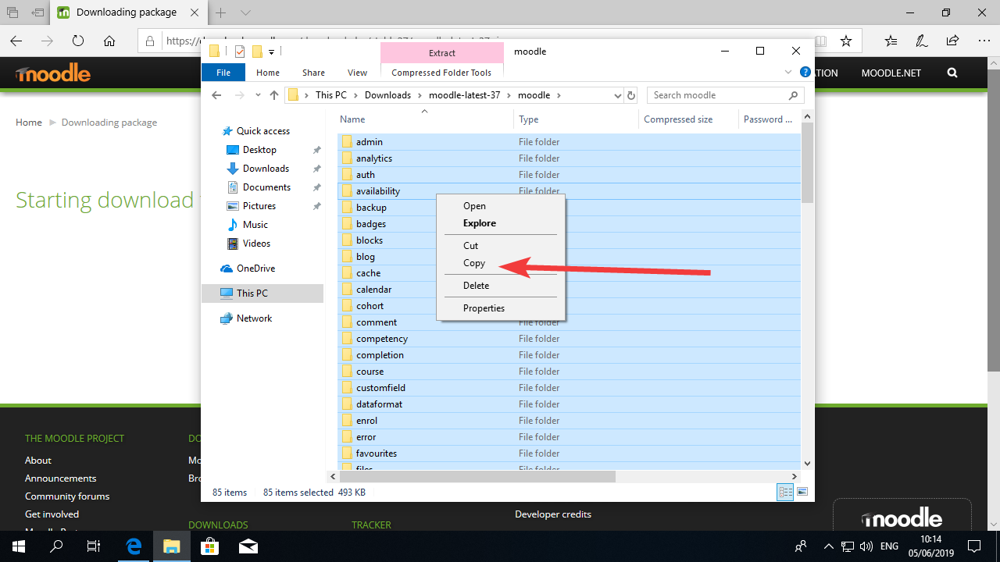 Downloading package
https://
moodle
Extract
moodle
File
Home
Share
View
Compressed Folder Tools
MOODLE.NET
This PC
Downloads
moodle-latest-37
moodle
Search moodle
Home
Downloading package
Starting download
Quick access
Desktop
Downloads
Documents
Pictures
Music
Videos
OneDrive
This PC
Network
Name Type Compressed size Password ...
admin File folder
analytics File folder
auth File folder
availability File folder
backup
badges
blocks
blog
cache
calendar
cohort
comment File folder
competency File folder
completion File folder
course File folder
customfield File folder
dataformat File folder
enrol File folder
error File folder
favourites File folder
files File folder
Open
Explore
Cut
Copy
Delete
Properties
85 items 85 items selected 493 KB
THE MOODLE PROJECT
About
Announcements
Community forums
Get involved
DOWNLOADS
TRACKER
Developer credits
moodle
ENG
10:14
05/06/2019